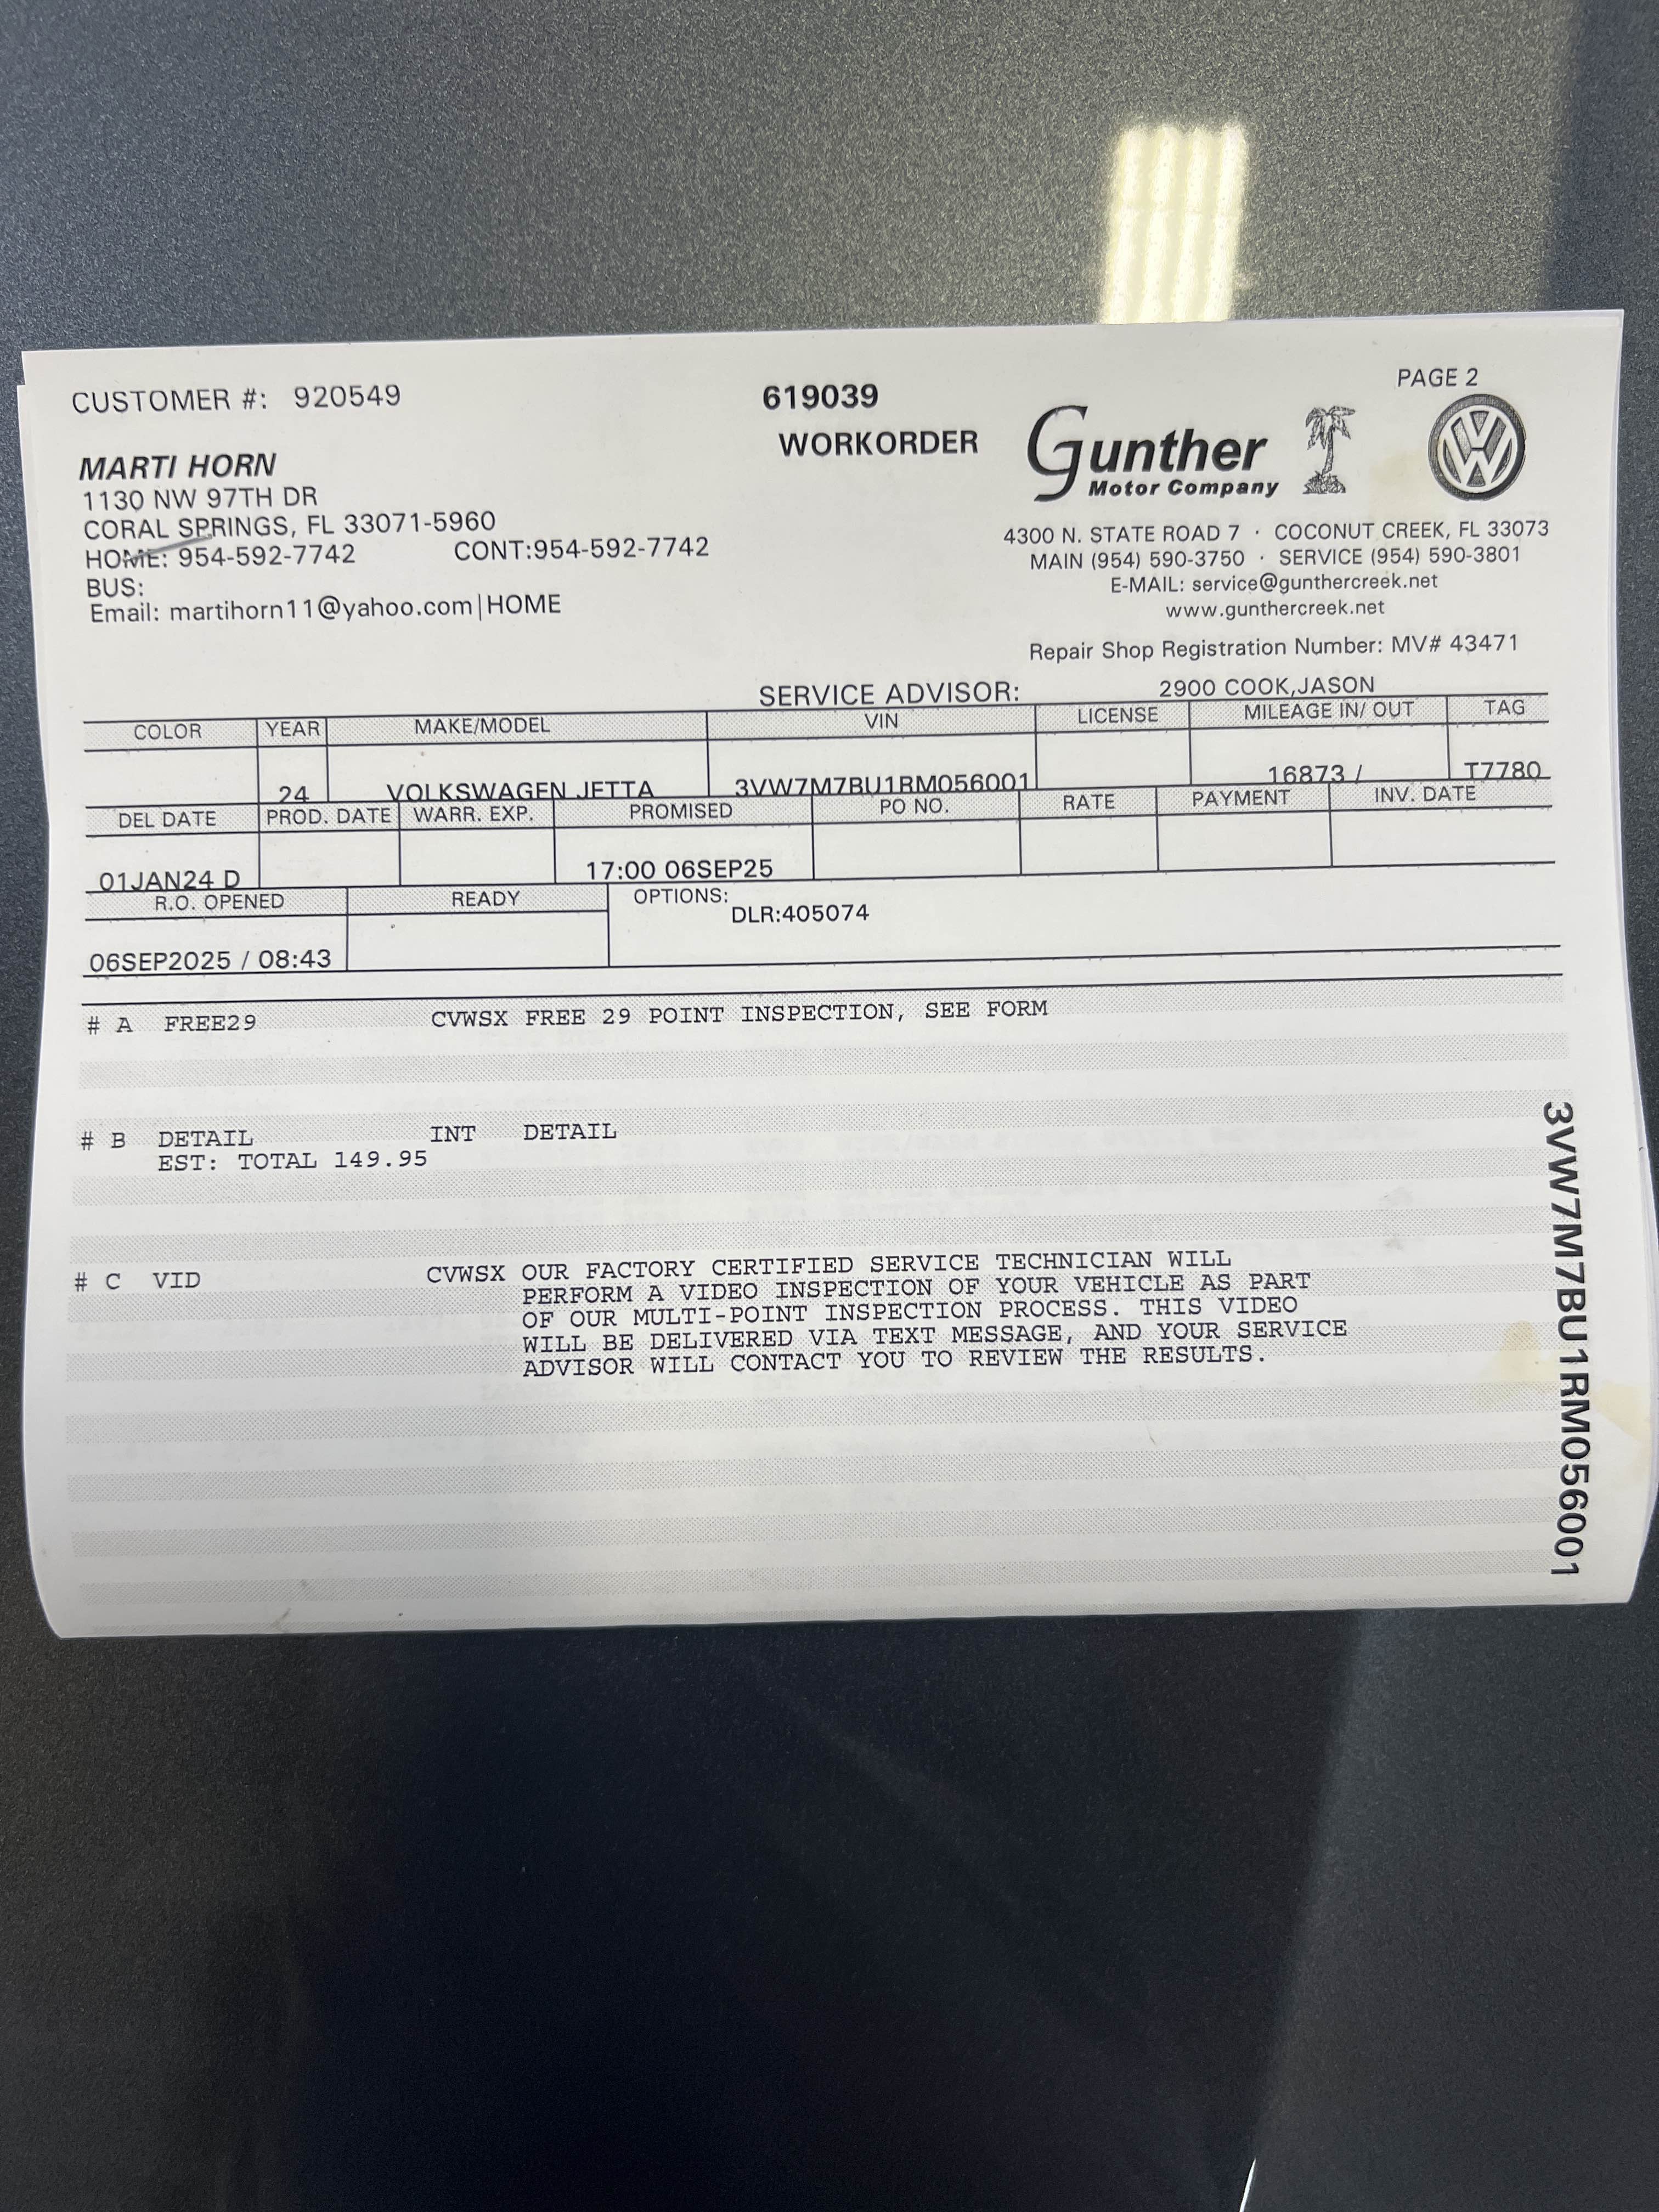 PAGE 2
CUSTOMER #: 920549
619039
WORKORDER
Gunther
Motor Company
MARTI HORN
1130 NW 97TH DR
CORAL SPRINGS, FL 33071-5960
HOME: 954-592-7742 CONT:954-592-7742
BUS:
Email: martihorn11@yahoo.com|HOME
4300 N. STATE ROAD 7 · COCONUT CREEK, FL 33073
MAIN (954) 590-3750 · SERVICE (954) 590-3801
E-MAIL: service@gunthercreek.net
www.gunthercreek.net
Repair Shop Registration Number: MV# 43471
SERVICE ADVISOR: 2900 COOK,JASON
COLOR YEAR MAKE/MODEL VIN LICENSE MILEAGE IN/ OUT TAG
24 VOLKSWAGEN JETTA 3VW7M7BU1RM056001 16873 / T7780
DEL DATE PROD. DATE WARR. EXP. PROMISED PO NO. RATE PAYMENT INV. DATE
01JAN24 D 17:00 06SEP25
R.O. OPENED READY OPTIONS:
DLR:405074
06SEP2025 / 08:43
# A FREE29 CVWSX FREE 29 POINT INSPECTION, SEE FORM
# B DETAIL INT DETAIL
EST: TOTAL 149.95
# C VID CVWSX OUR FACTORY CERTIFIED SERVICE TECHNICIAN WILL
PERFORM A VIDEO INSPECTION OF YOUR VEHICLE AS PART
OF OUR MULTI-POINT INSPECTION PROCESS. THIS VIDEO
WILL BE DELIVERED VIA TEXT MESSAGE, AND YOUR SERVICE
ADVISOR WILL CONTACT YOU TO REVIEW THE RESULTS.
3VW7M7BU1RM056001